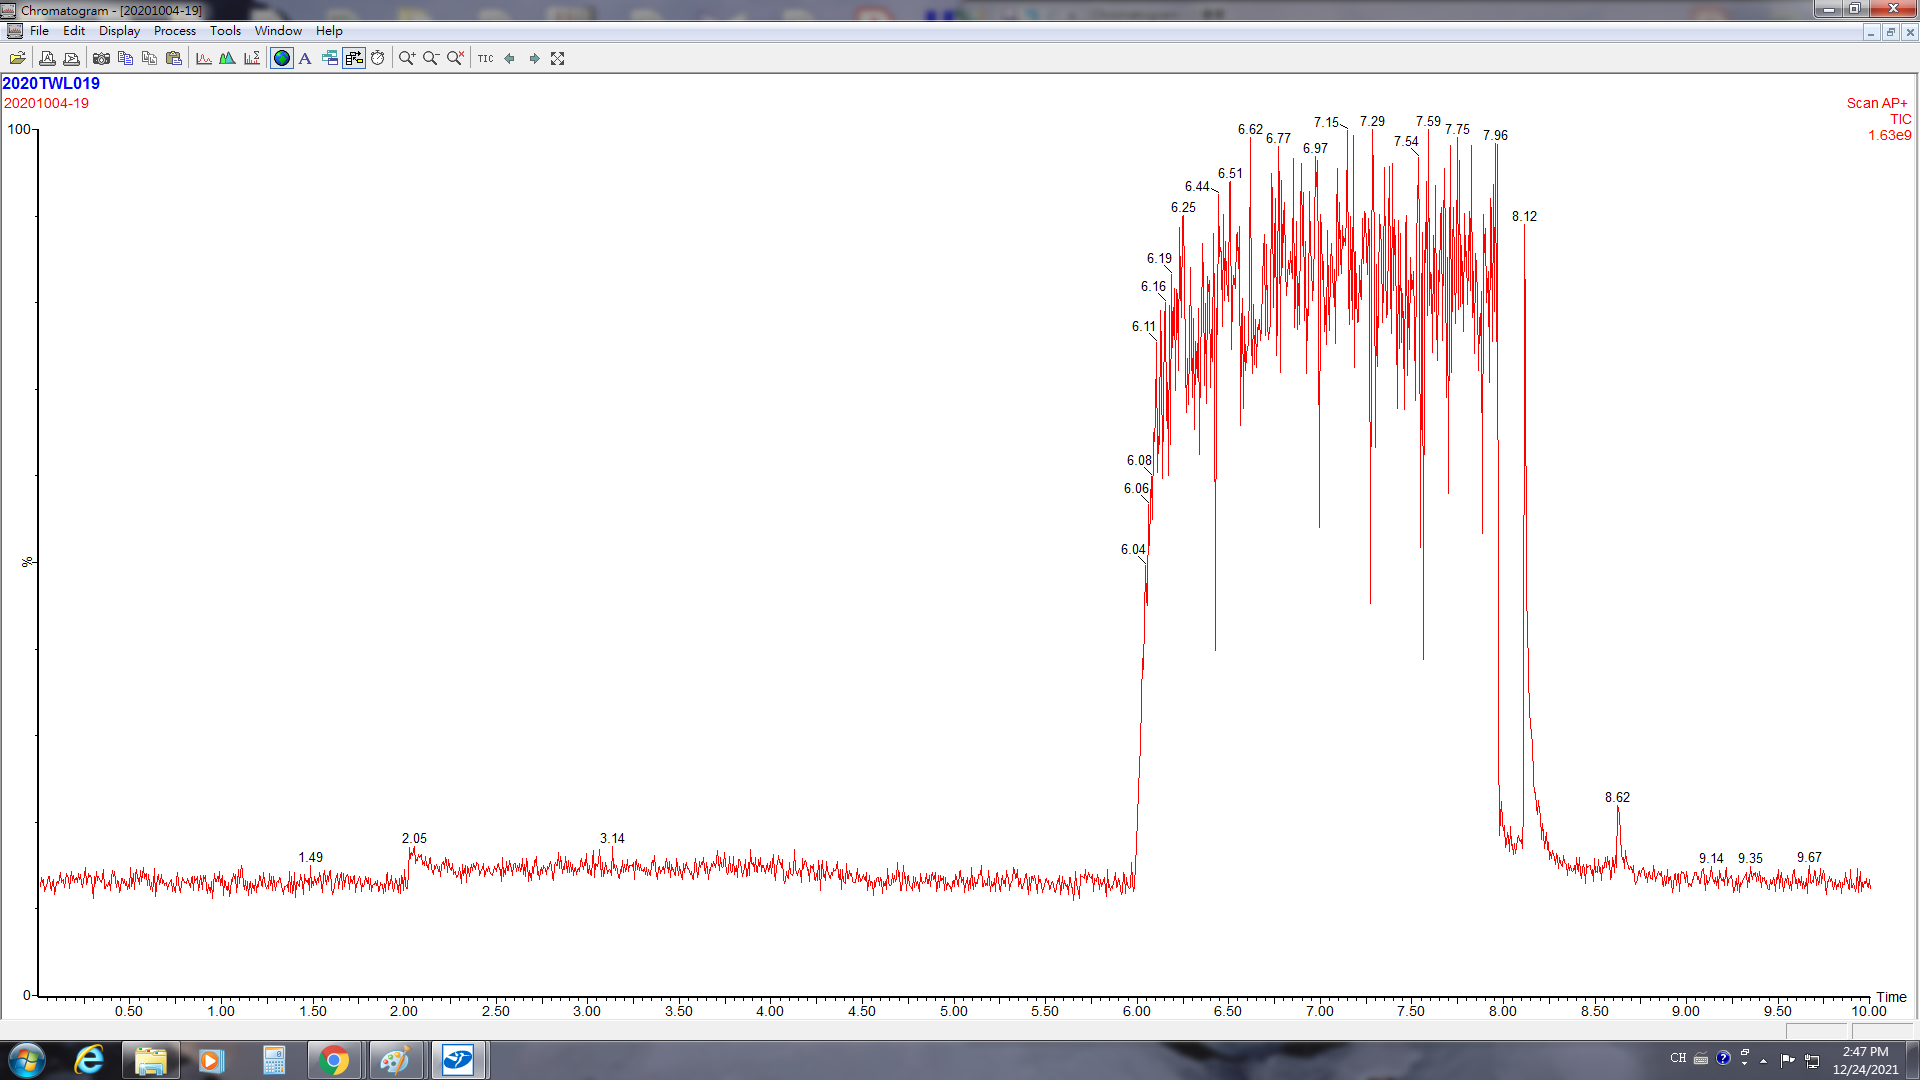 Chromatogram - [20201004-19]
File Edit Display Process Tools Window Help
A TIC
2020TWL019
20201004-19
Scan AP+
TIC
1.63e9
100
%
0
6.62 6.77 6.97 7.15 7.29 7.54 7.59 7.75 7.96
6.44 6.51
6.25
8.12
6.19
6.16
6.11
6.08
6.06
6.04
8.62
2.05 3.14
1.49 9.14 9.35 9.67
Time
0.50 1.00 1.50 2.00 2.50 3.00 3.50 4.00 4.50 5.00 5.50 6.00 6.50 7.00 7.50 8.00 8.50 9.00 9.50 10.00
CH
2:47 PM
12/24/2021